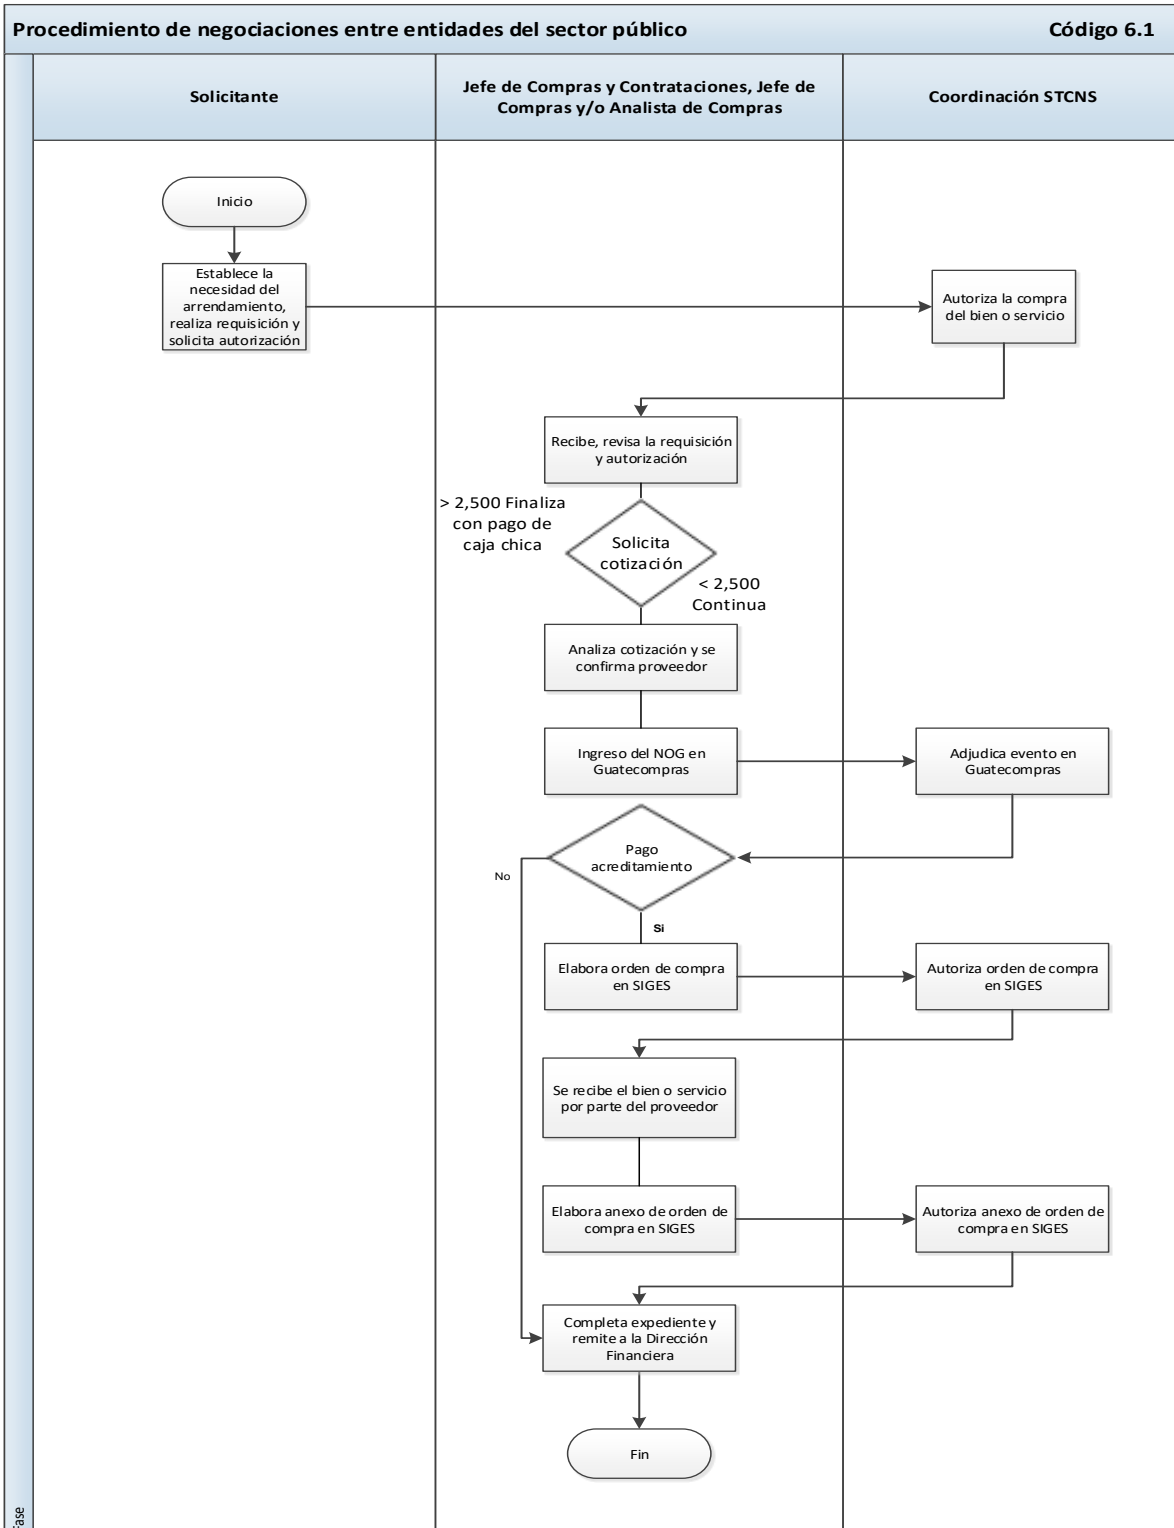 Procedimiento de negociaciones entre entidades del sector público
Código 6.1
Solicitante
Jefe de Compras y Contrataciones, Jefe de
Compras y/o Analista de Compras
Coordinación STCNS
Inicio
Establece la
necesidad del
arrendamiento,
realiza requisición y
solicita autorización
Autoriza la compra
del bien o servicio
Recibe, revisa la requisición
y autorización
> 2,500 Finaliza
con pago de
caja chica
Solicita
cotización
< 2,500
Continua
Analiza cotización y se
confirma proveedor
Ingreso del NOG en
Guatecompras
Adjudica evento en
Guatecompras
Pago
acreditamiento
No
Si
Elabora orden de compra
en SIGES
Autoriza orden de compra
en SIGES
Se recibe el bien o servicio
por parte del proveedor
Elabora anexo de orden de
compra en SIGES
Autoriza anexo de orden de
compra en SIGES
Completa expediente y
remite a la Dirección
Financiera
Fin
Fase